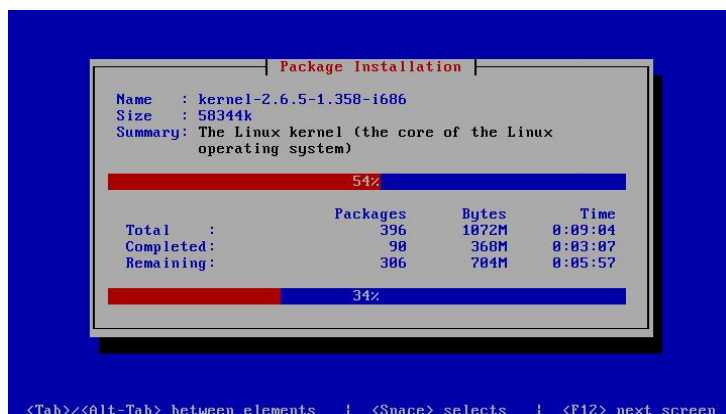 Package Installation
Name : kernel-2.6.5-1.358-i686
Size : 58344k
Summary: The Linux kernel (the core of the Linux
operating system)
54%
Packages Bytes Time
Total : 396 1072M 0:09:04
Completed: 90 368M 0:03:07
Remaining: 306 704M 0:05:57
34%
<Tab>/<Alt-Tab> between elements | <Space> selects | <F12> next screen